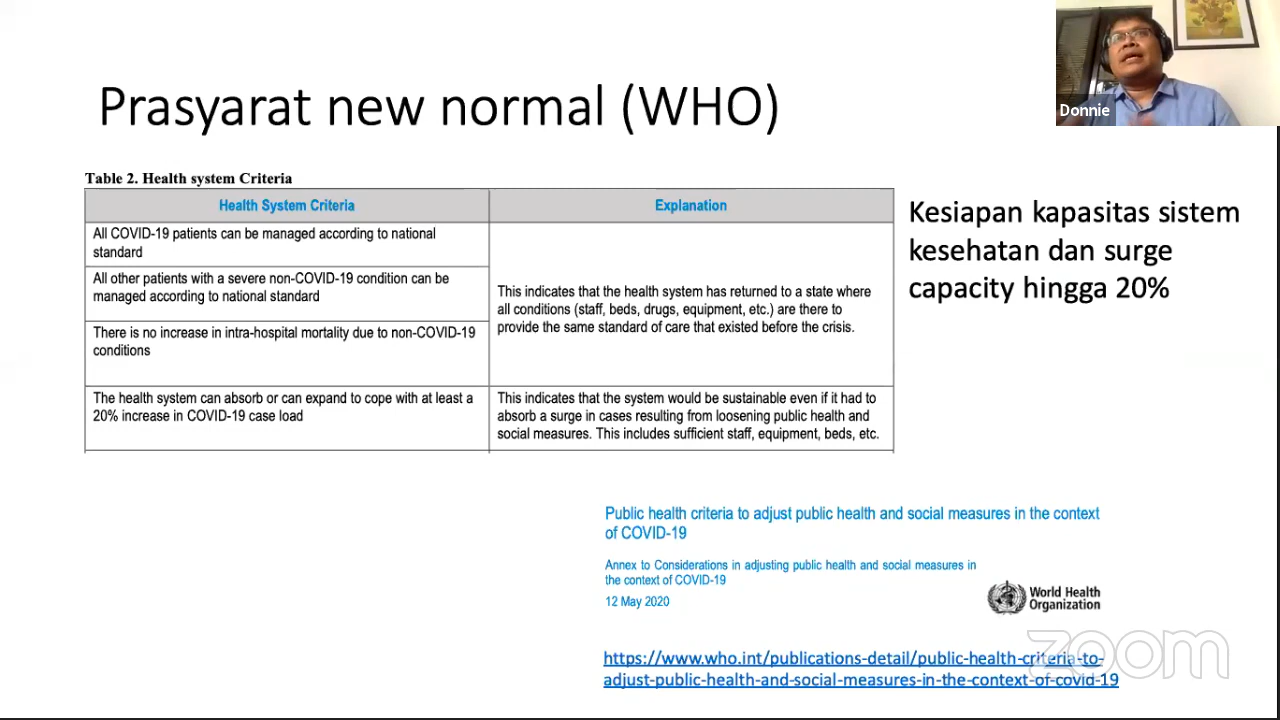 Prasyarat new normal (WHO)
Donnie
Table 2. Health system Criteria
Health System Criteria
Explanation
All COVID-19 patients can be managed according to national
standard
All other patients with a severe non-COVID-19 condition can be
managed according to national standard
There is no increase in intra-hospital mortality due to non-COVID-19
conditions
This indicates that the health system has returned to a state where
all conditions (staff, beds, drugs, equipment, etc.) are there to
provide the same standard of care that existed before the crisis.
The health system can absorb or can expand to cope with at least a
20% increase in COVID-19 case load
This indicates that the system would be sustainable even if it had to
absorb a surge in cases resulting from loosening public health and
social measures. This includes sufficient staff, equipment, beds, etc.
Kesiapan kapasitas sistem
kesehatan dan surge
capacity hingga 20%
Public health criteria to adjust public health and social measures in the context
of COVID-19
Annex to Considerations in adjusting public health and social measures in
the context of COVID-19
12 May 2020
World Health
Organization
https://www.who.int/publications-detail/public-health-criteria-to-
adjust-public-health-and-social-measures-in-the-context-of-covid-19
zoom